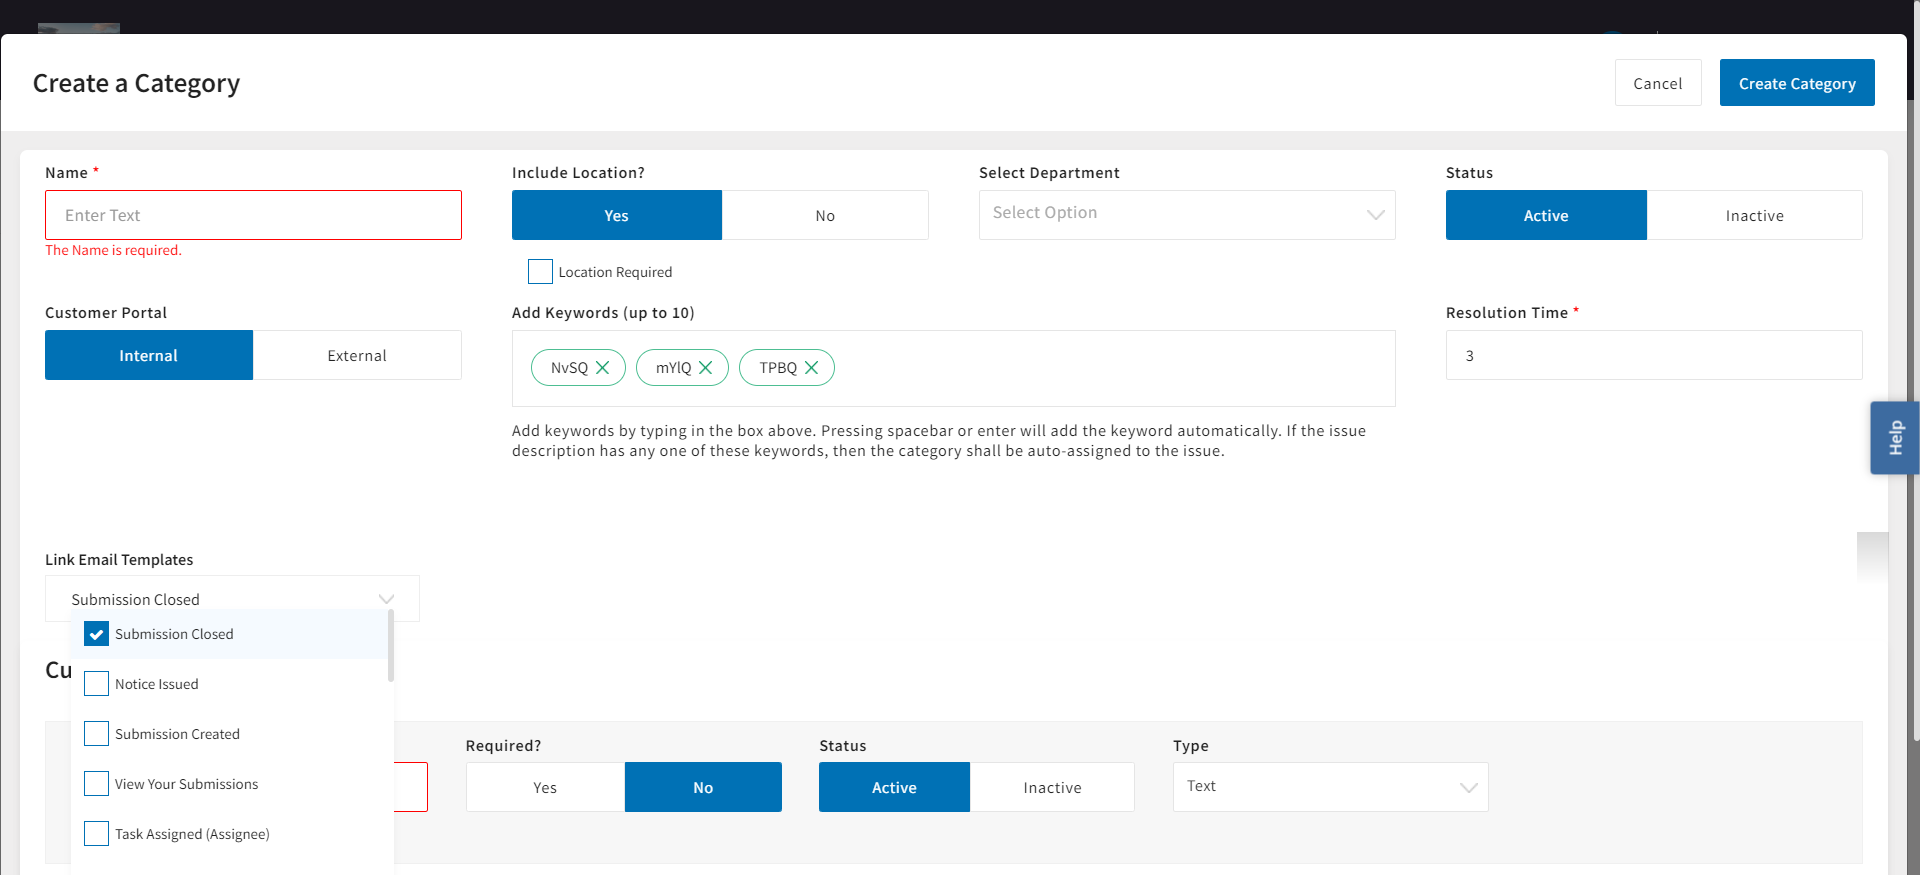 Create a Category
Cancel
Create Category
Name *
Enter Text
The Name is required.
Include Location?
Yes
No
Location Required
Select Department
Select Option
Status
Active
Inactive
Customer Portal
Internal
External
Add Keywords (up to 10)
NvSQ
mYlQ
TPBQ
Add keywords by typing in the box above. Pressing spacebar or enter will add the keyword automatically. If the issue
description has any one of these keywords, then the category shall be auto-assigned to the issue.
Resolution Time *
3
Help
Link Email Templates
Submission Closed
Submission Closed
Notice Issued
Submission Created
View Your Submissions
Task Assigned (Assignee)
Cu
Required?
Yes
No
Status
Active
Inactive
Type
Text